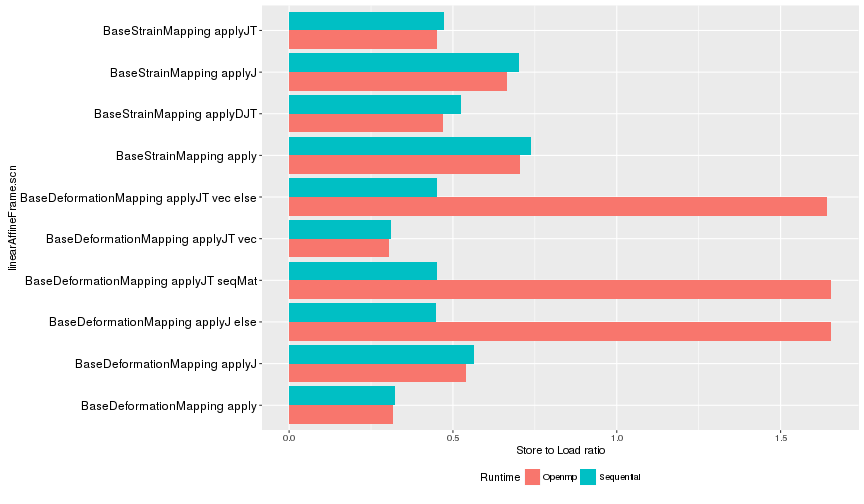 linearAffineFrame.scn
BaseStrainMapping applyJT
BaseStrainMapping applyJ
BaseStrainMapping applyDJT
BaseStrainMapping apply
BaseDeformationMapping applyJT vec else
BaseDeformationMapping applyJT vec
BaseDeformationMapping applyJT seqMat
BaseDeformationMapping applyJ else
BaseDeformationMapping applyJ
BaseDeformationMapping apply
0.0 0.5 1.0 1.5
Store to Load ratio
Runtime Openmp Sequential